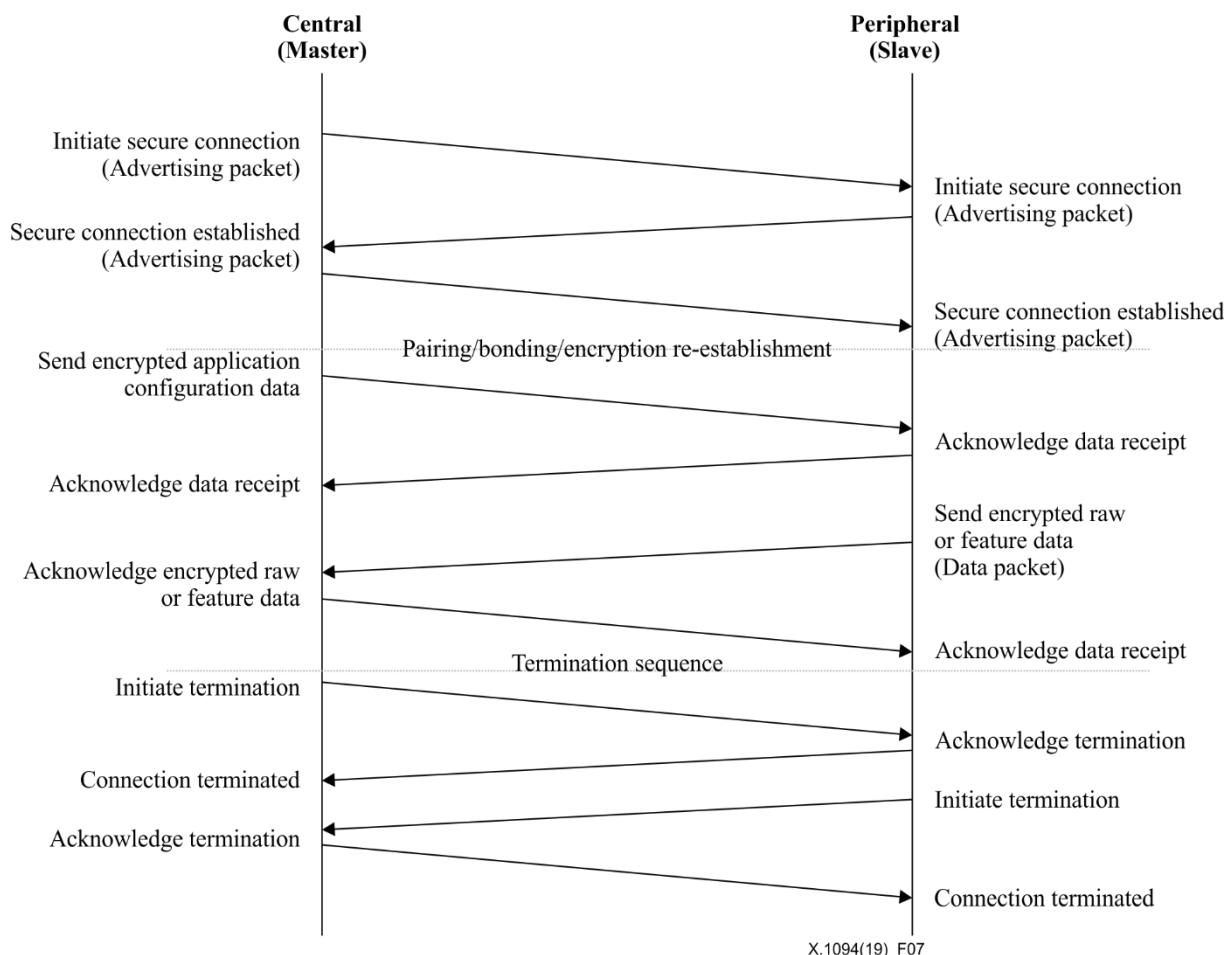 Central
(Master)
Peripheral
(Slave)
Initiate secure connection
(Advertising packet)
Initiate secure connection
(Advertising packet)
Secure connection established
(Advertising packet)
Secure connection established
(Advertising packet)
Pairing/bonding/encryption re-establishment
Send encrypted application
configuration data
Acknowledge data receipt
Acknowledge data receipt
Send encrypted raw
or feature data
(Data packet)
Acknowledge encrypted raw
or feature data
Acknowledge data receipt
Termination sequence
Initiate termination
Acknowledge termination
Connection terminated
Initiate termination
Acknowledge termination
Connection terminated
X.1094(19)_F07